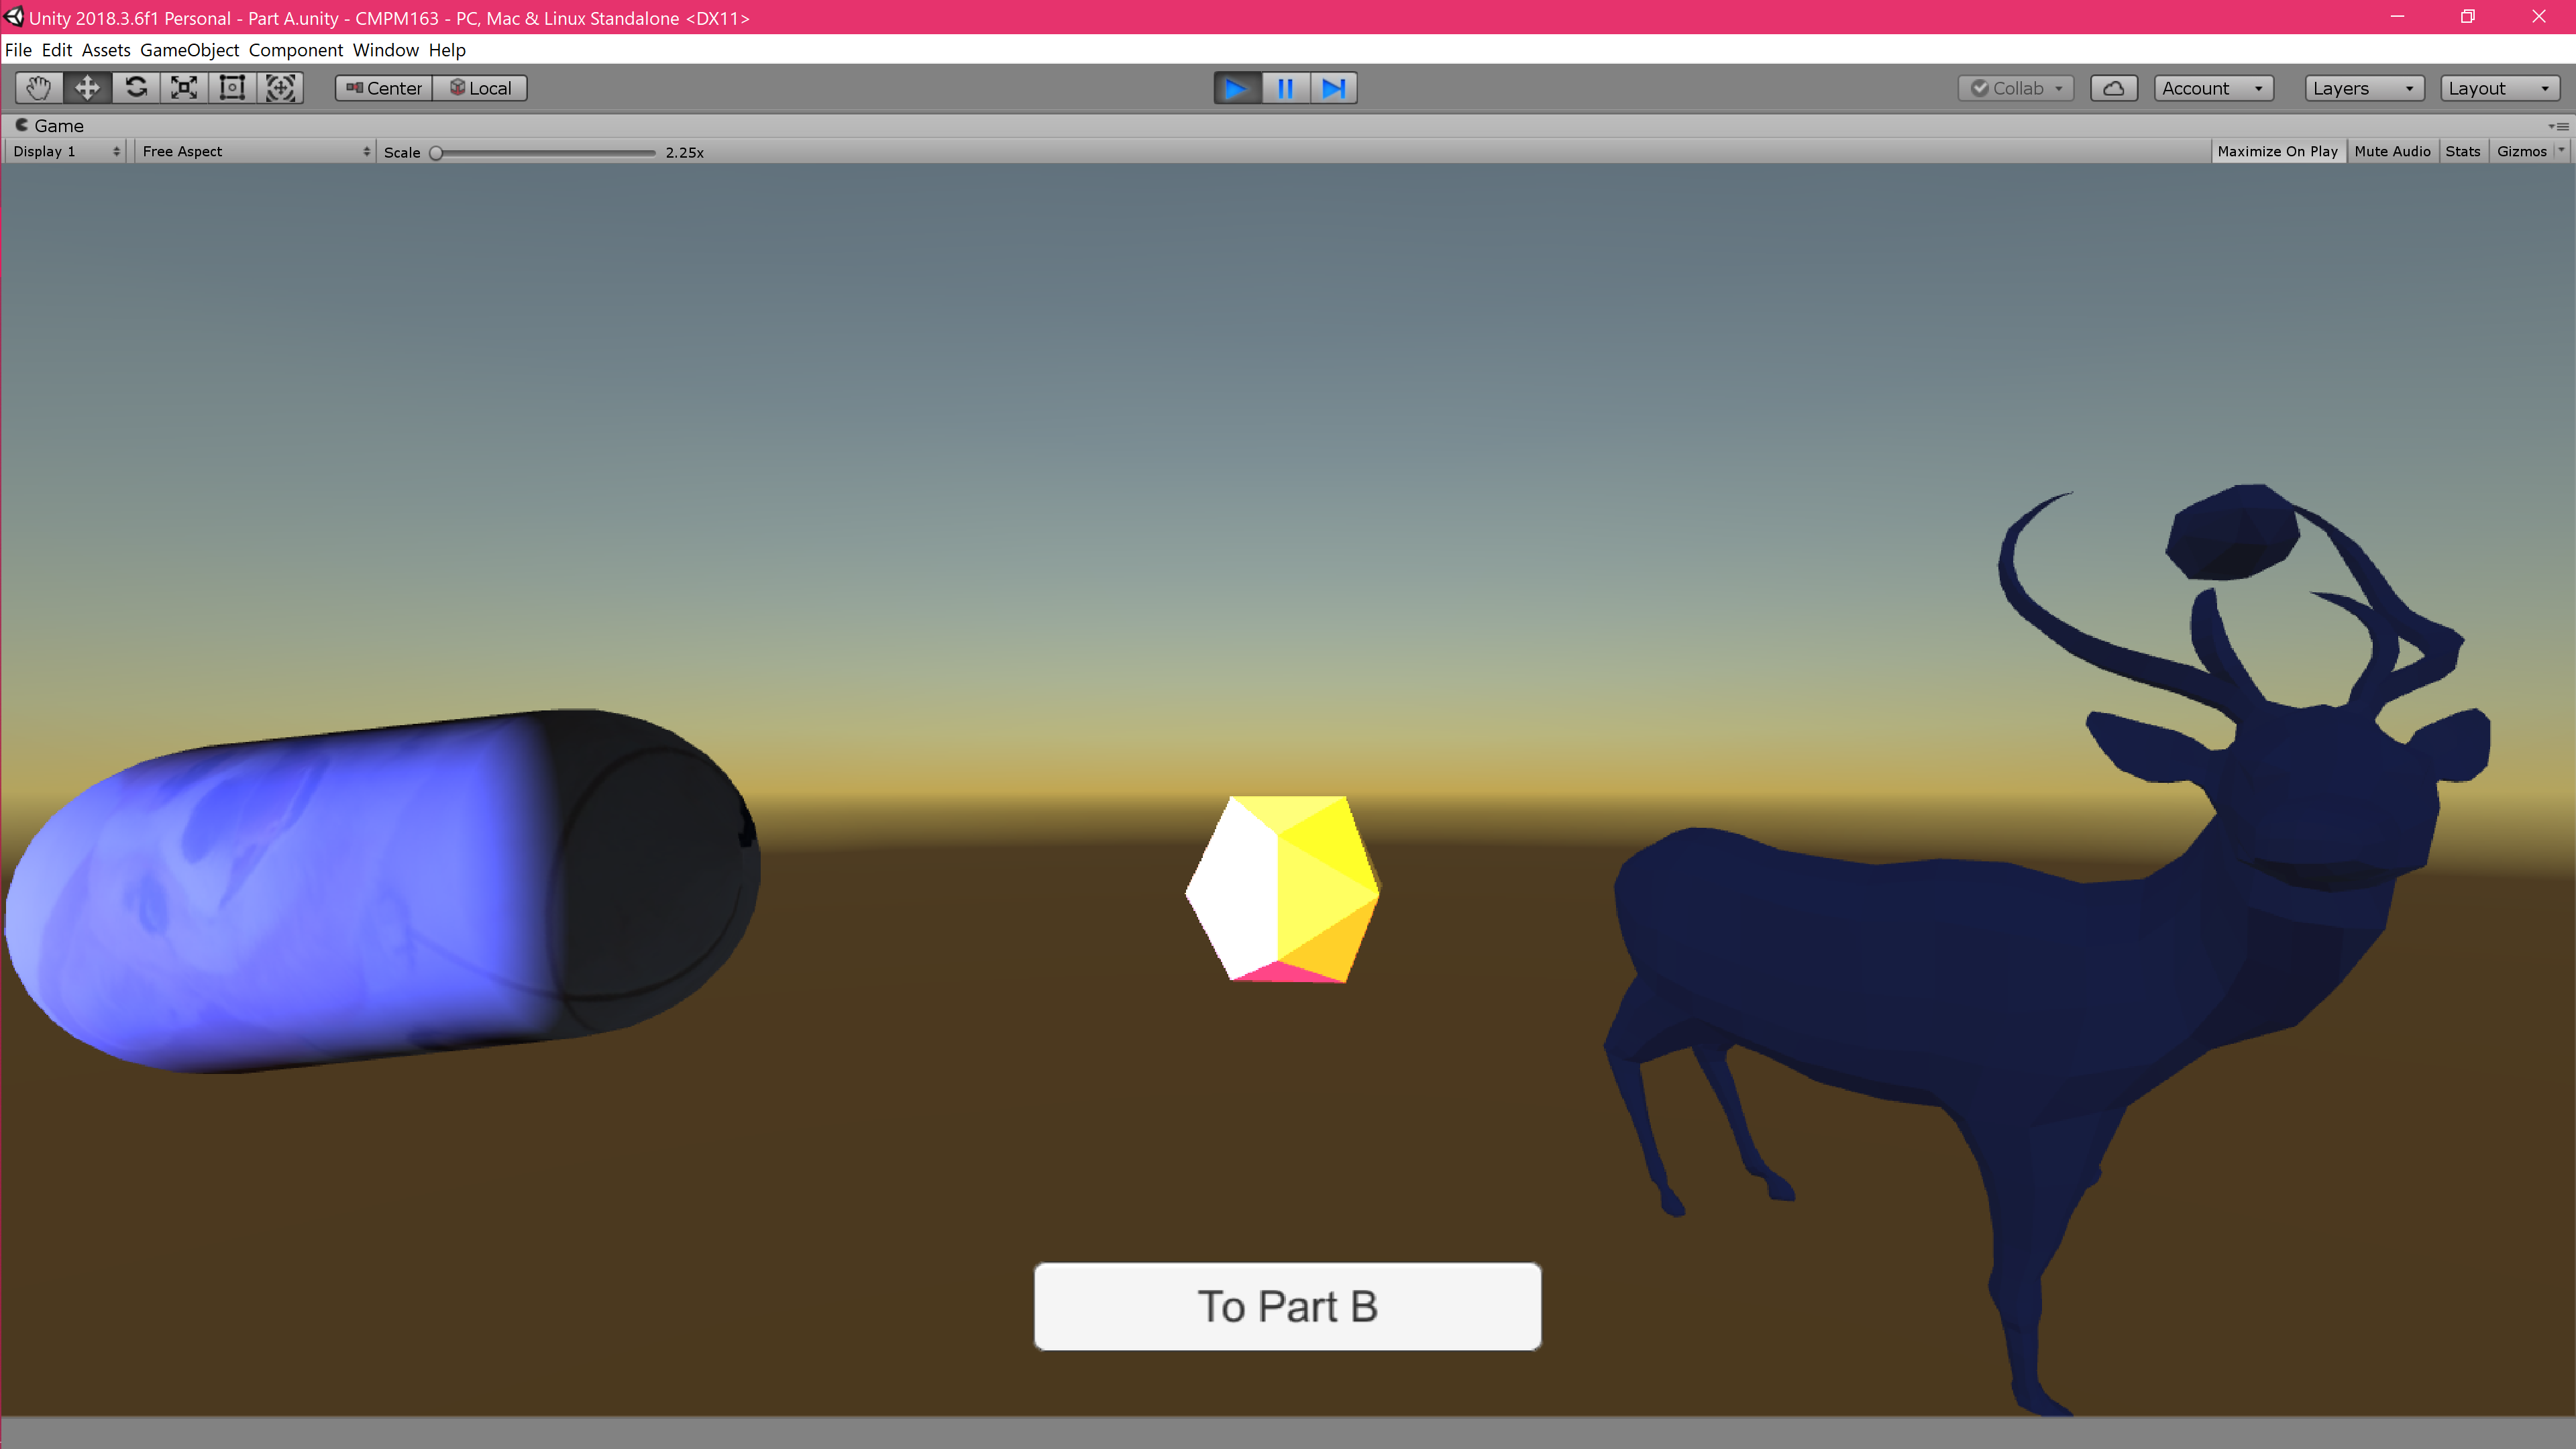 Unity 2018.3.6f1 Personal - Part A.unity - CMPM163 - PC, Mac & Linux Standalone <DX11>
File Edit Assets GameObject Component Window Help
Center Local Collab Account Layers Layout
Game
Display 1 Free Aspect Scale 2.25x Maximize On Play Mute Audio Stats Gizmos
To Part B